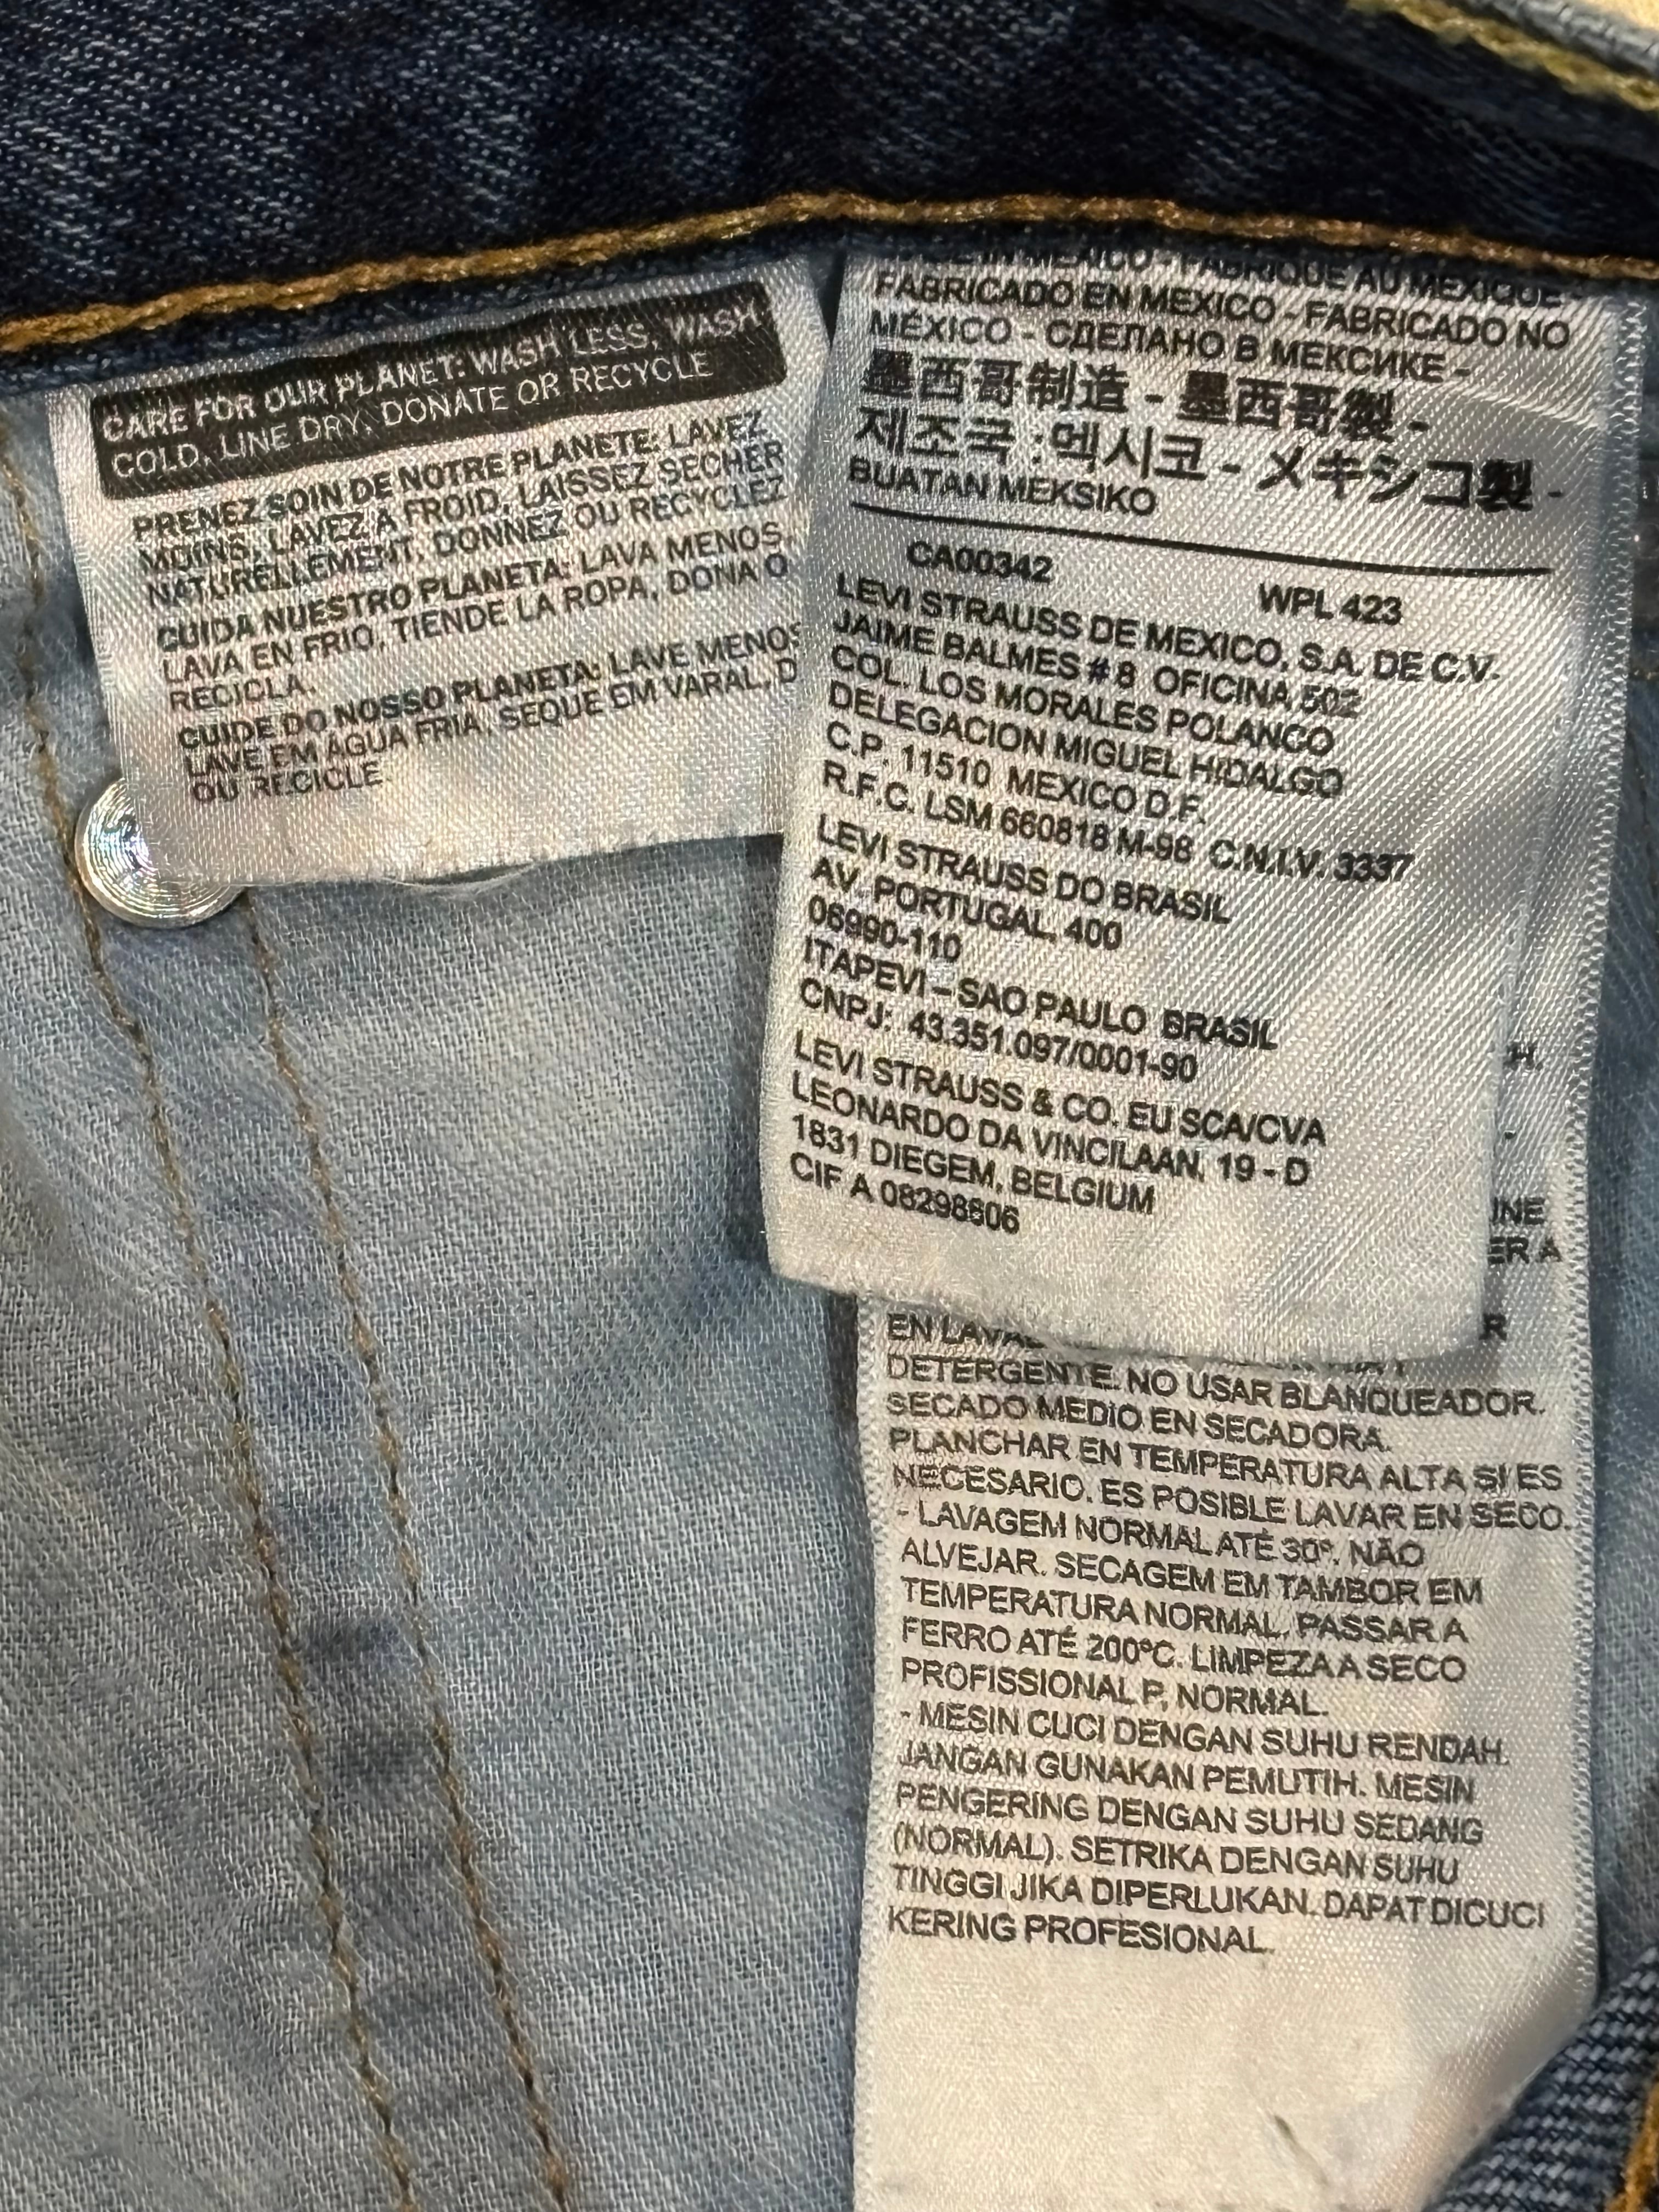 CARE FOR OUR PLANET: WASH LESS, WASH
COLD, LINE DRY, DONATE OR RECYCLE
PRENEZ SOIN DE NOTRE PLANETE: LAVEZ
MOINS, LAVEZ A FROID, LAISSEZ SECHER
NATURELLEMENT, DONNEZ OU RECYCLEZ
CUIDA NUESTRO PLANETA: LAVA MENOS,
LAVA EN FRIO, TIENDE LA ROPA, DONA O
RECICLA.
CUIDE DO NOSSO PLANETA: LAVE MENOS
LAVE EM ÁGUA FRIA, SEQUE EM VARAL, D
OU RECICLE
IN MEXICO - FABRIQUE AU MEXIQUE -
FABRICADO EN MEXICO - FABRICADO NO
MÉXICO - СДЕЛАНО В МЕКСИКЕ -
墨西哥制造 - 墨西哥製 -
제조국 :멕시코 - メキシコ製 -
BUATAN MEKSIKO
CA00342
WPL 423
LEVI STRAUSS DE MEXICO, S.A. DE C.V.
JAIME BALMES # 8 OFICINA 502
COL. LOS MORALES POLANCO
DELEGACION MIGUEL HIDALGO
C.P. 11510 MEXICO D.F.
R.F.C. LSM 660818 M-98 C.N.I.V. 3337
LEVI STRAUSS DO BRASIL
AV. PORTUGAL, 400
06990-110
ITAPEVI – SAO PAULO BRASIL
CNPJ: 43.351.097/0001-90
LEVI STRAUSS & CO. EU SCA/CVA
LEONARDO DA VINCILAAN, 19 - D
1831 DIEGEM, BELGIUM
CIF A 08298806
H.
-
INE
ER A
EN R
DETERGENTE. NO USAR BLANQUEADOR.
SECADO MEDIO EN SECADORA.
PLANCHAR EN TEMPERATURA ALTA SI ES
NECESARIO. ES POSIBLE LAVAR EN SECO.
- LAVAGEM NORMAL ATÉ 30º. NÃO
ALVEJAR. SECAGEM EM TAMBOR EM
TEMPERATURA NORMAL. PASSAR A
FERRO ATÉ 200ºC. LIMPEZA A SECO
PROFISSIONAL P, NORMAL.
- MESIN CUCI DENGAN SUHU RENDAH.
JANGAN GUNAKAN PEMUTIH. MESIN
PENGERING DENGAN SUHU SEDANG
(NORMAL). SETRIKA DENGAN SUHU
TINGGI JIKA DIPERLUKAN. DAPAT DICUCI
KERING PROFESIONAL.